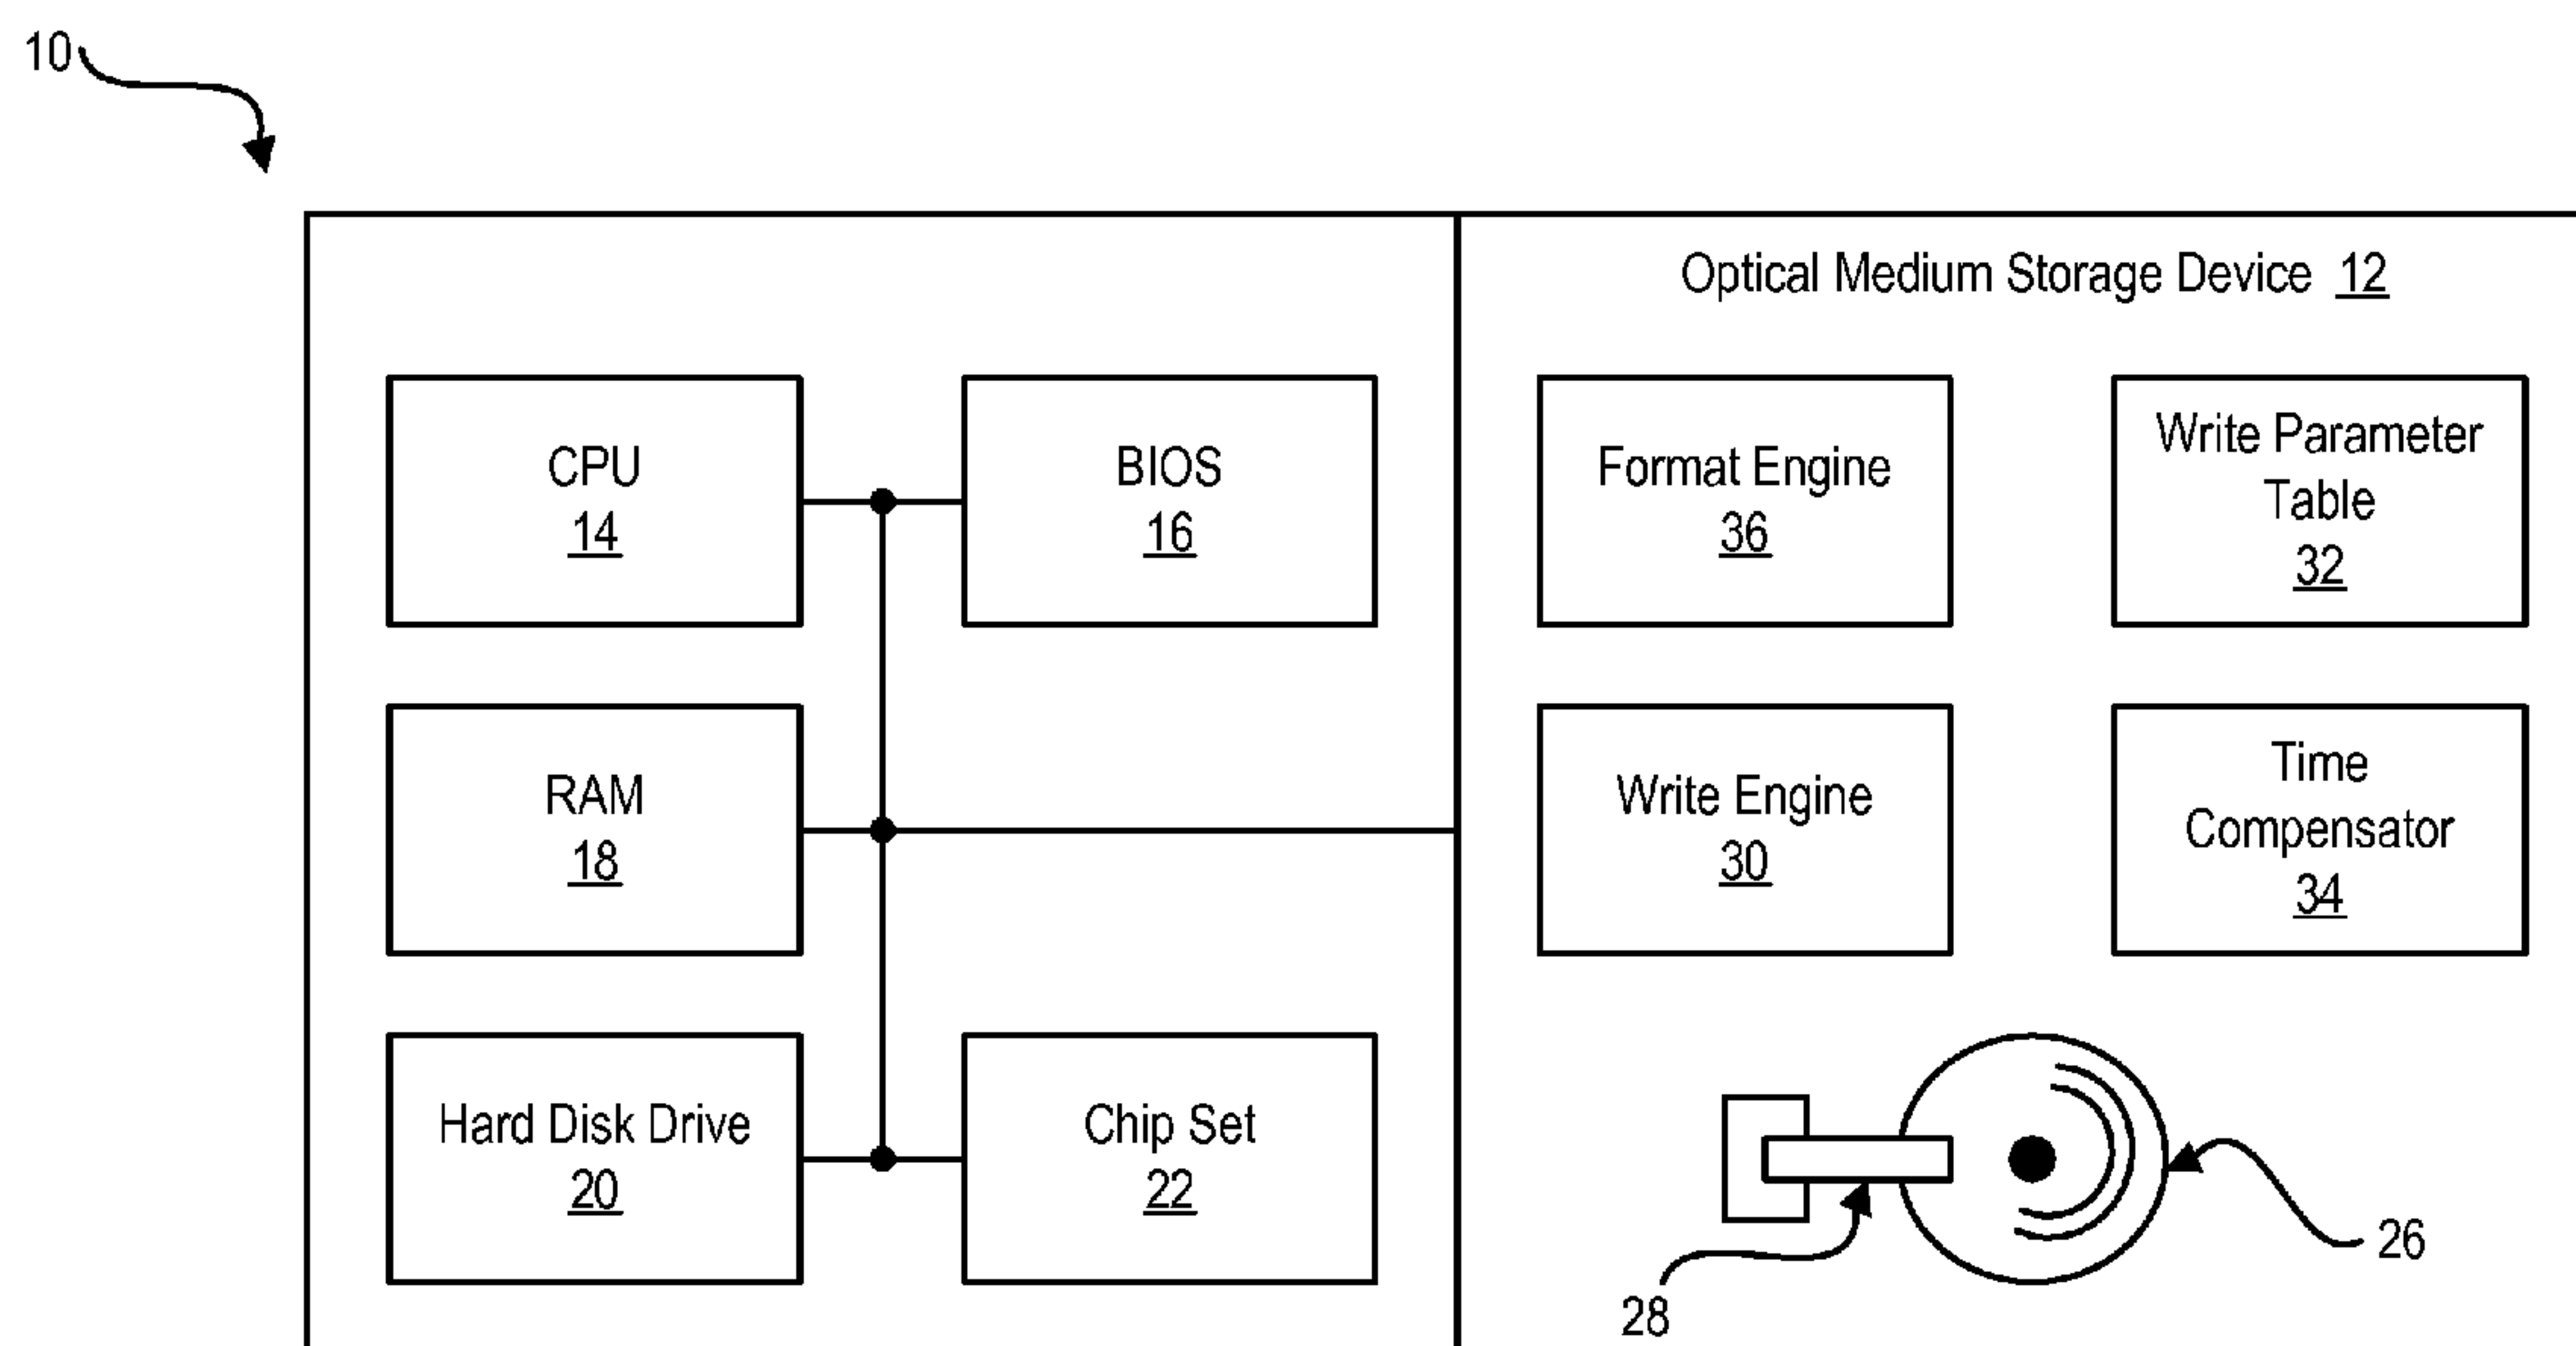 10
Optical Medium Storage Device 12
CPU
14
BIOS
16
Format Engine
36
Write Parameter
Table
32
RAM
18
Write Engine
30
Time
Compensator
34
Hard Disk Drive
20
Chip Set
22
26
28